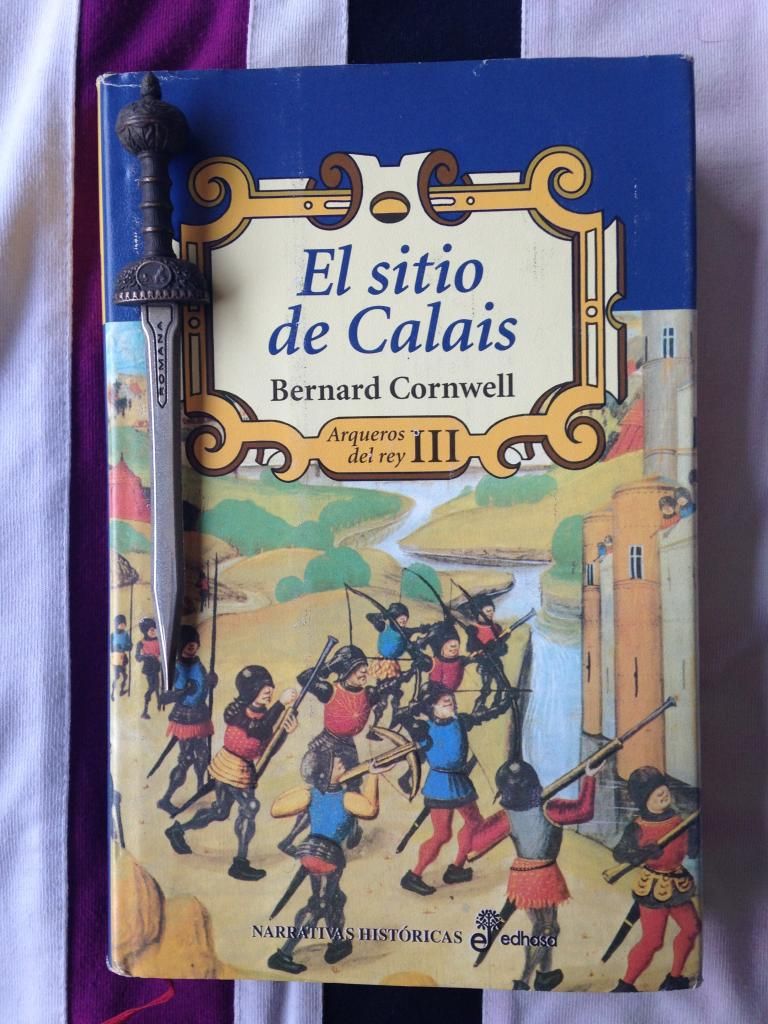 El sitio
de Calais
Bernard Cornwell
Arqueros
del rey III
ROMANA
NARRATIVAS HISTÓRICAS edhasa